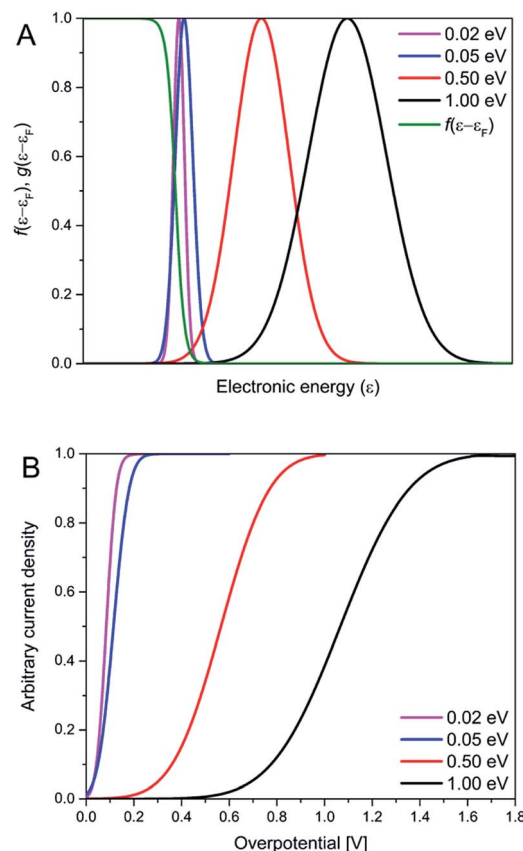 A
1.0
0.8
0.6
0.4
0.2
0.0
f(ε−ε_F), g(ε−ε_F)
0.02 eV
0.05 eV
0.50 eV
1.00 eV
f(ε−ε_F)
Electronic energy (ε)
B
1.0
0.8
0.6
0.4
0.2
0.0
Arbitrary current density
0.02 eV
0.05 eV
0.50 eV
1.00 eV
0.0 0.2 0.4 0.6 0.8 1.0 1.2 1.4 1.6 1.8
Overpotential [V]